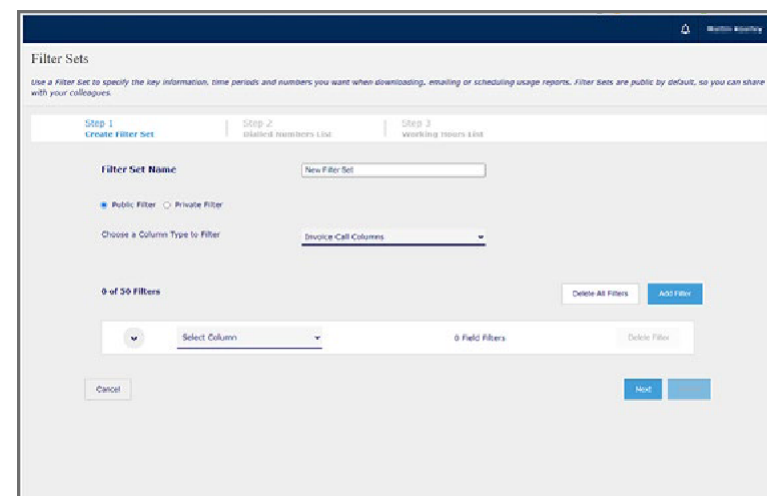 Filter Sets
Use a Filter Set to specify the key information, time periods and numbers you want when downloading, emailing or scheduling usage reports. Filter Sets are public by default, so you can share
with your colleagues.
Step 1 Step 2 Step 3
Create Filter Set Dialled Numbers List Working Hours List
Filter Set Name New Filter Set
Public Filter Private Filter
Choose a Column Type to Filter Invoice Call Columns
0 of 50 Filters Delete All Filters Add Filter
Select Column 0 Field Filters Delete Filter
Cancel Next